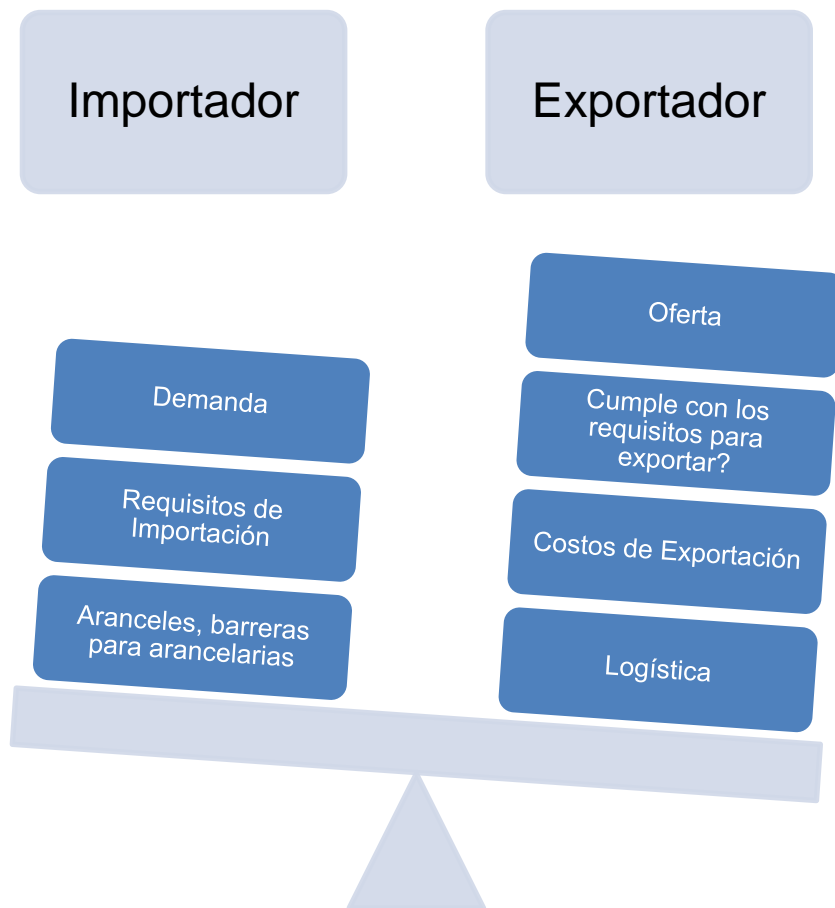 Importador
Exportador
Oferta
Demanda
Cumple con los
requisitos para
exportar?
Requisitos de
Importación
Costos de Exportación
Aranceles, barreras
para arancelarias
Logística